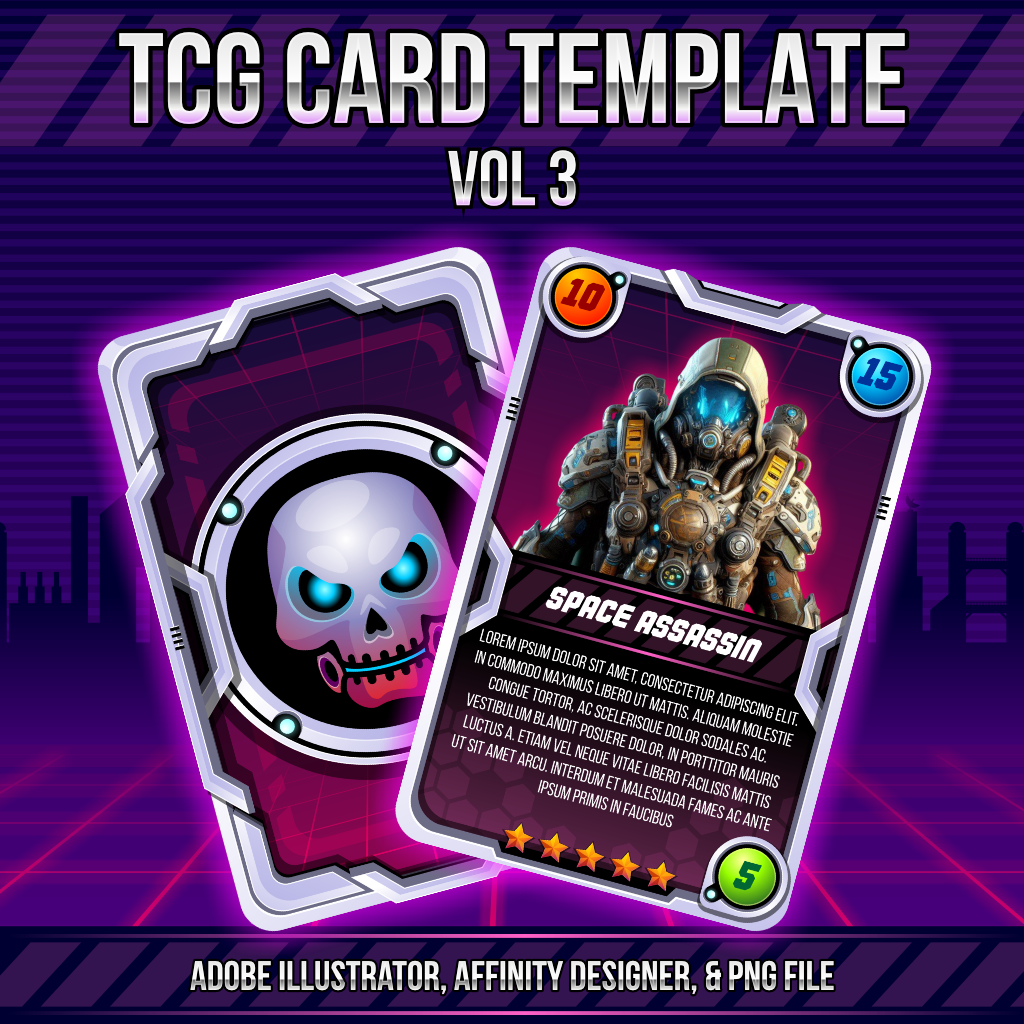 TCG CARD TEMPLATE
VOL 3
10
15
SPACE ASSASSIN
LOREM IPSUM DOLOR SIT AMET, CONSECTETUR ADIPISCING ELIT.
IN COMMODO MAXIMUS LIBERO UT MATTIS. ALIQUAM MOLESTIE
CONGUE TORTOR, AC SCELERISQUE DOLOR SODALES AC.
VESTIBULUM BLANDIT POSUERE DOLOR, IN PORTTITOR MAURIS
LUCTUS A. ETIAM VEL NEQUE VITAE LIBERO FACILISIS MATTIS
UT SIT AMET ARCU. INTERDUM ET MALESUADA FAMES AC ANTE
IPSUM PRIMIS IN FAUCIBUS
5
ADOBE ILLUSTRATOR, AFFINITY DESIGNER, & PNG FILE